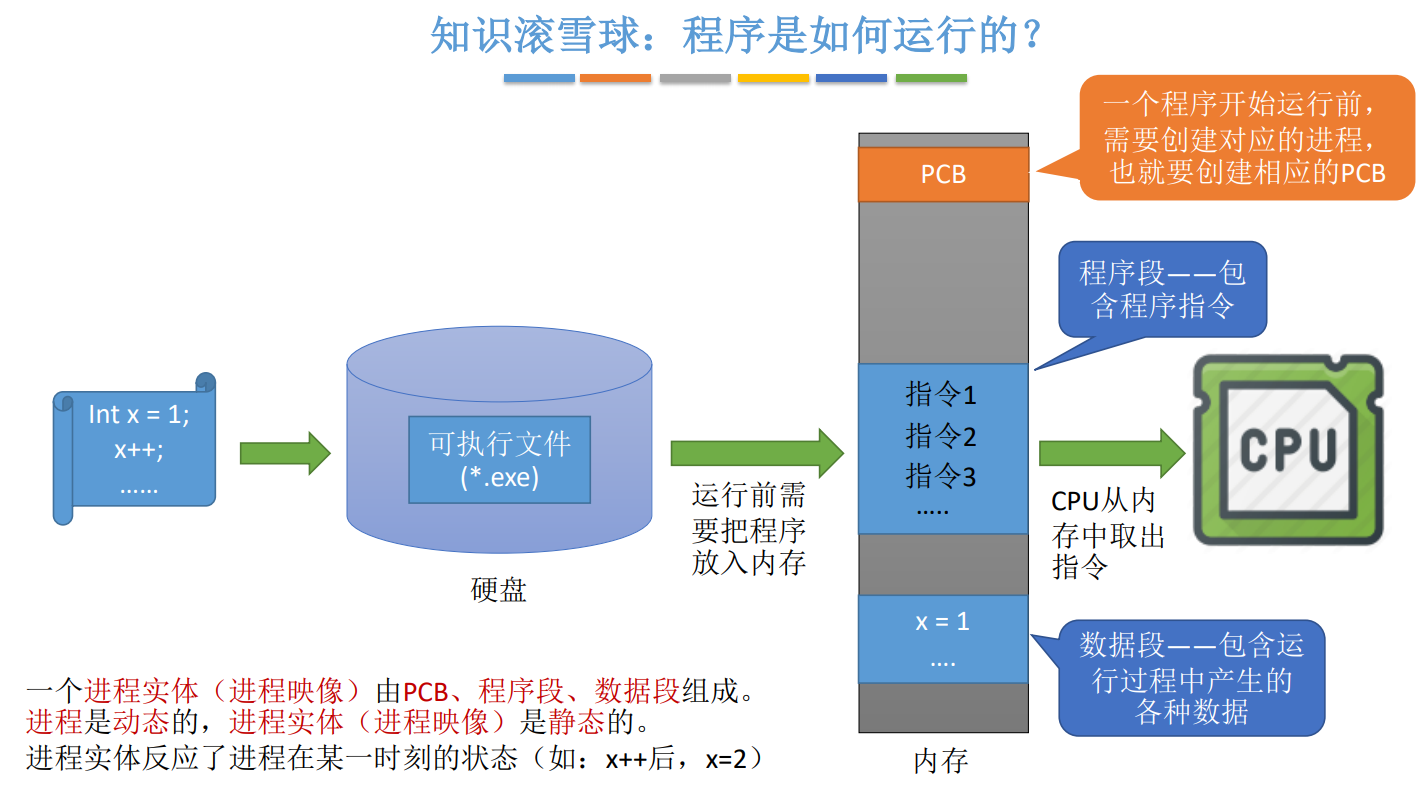 知识滚雪球：程序是如何运行的？
一个程序开始运行前，
需要创建对应的进程，
也就要创建相应的PCB
PCB
程序段——包
含程序指令
Int x = 1;
x++;
……
可执行文件
(*.exe)
硬盘
运行前需
要把程序
放入内存
指令1
指令2
指令3
…..
CPU从内
存中取出
指令
CPU
x = 1
….
数据段——包含运
行过程中产生的
各种数据
内存
一个进程实体（进程映像）由PCB、程序段、数据段组成。
进程是动态的，进程实体（进程映像）是静态的。
进程实体反应了进程在某一时刻的状态（如：x++后，x=2）